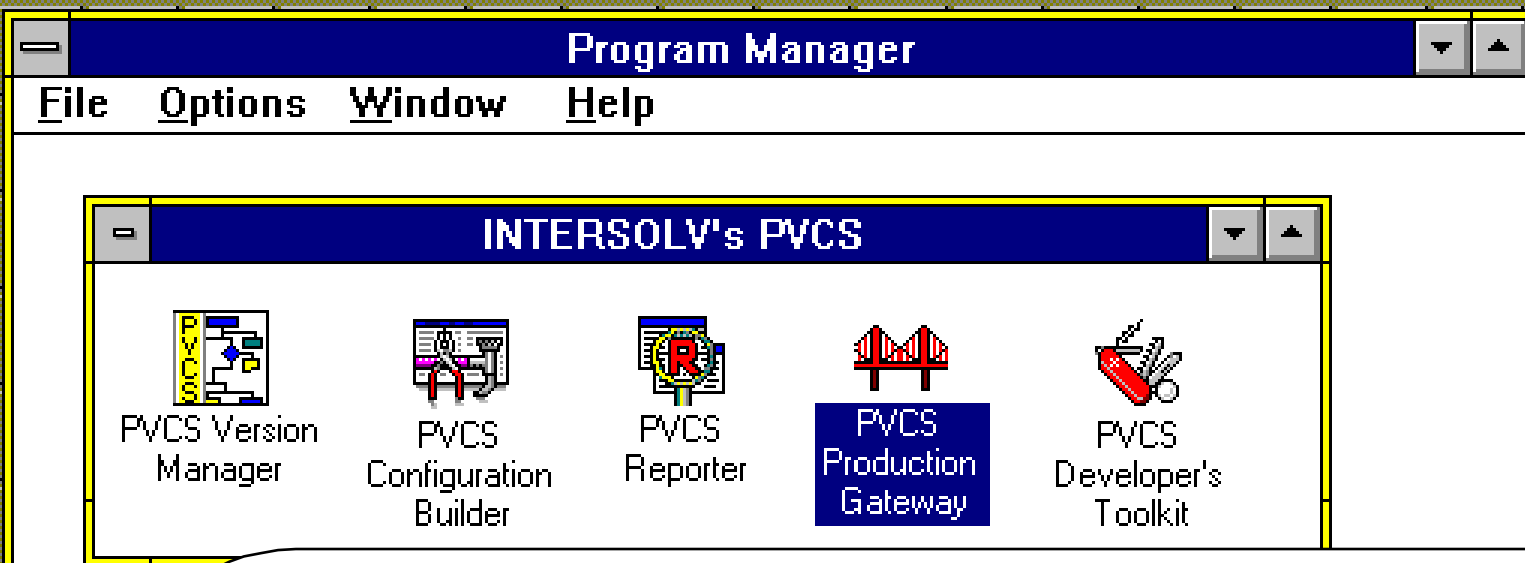 Program Manager
File Options Window Help
INTERSOLV's PVCS
PVCS
R
PVCS Version
Manager
PVCS
Configuration
Builder
PVCS
Reporter
PVCS
Production
Gateway
PVCS
Developer's
Toolkit